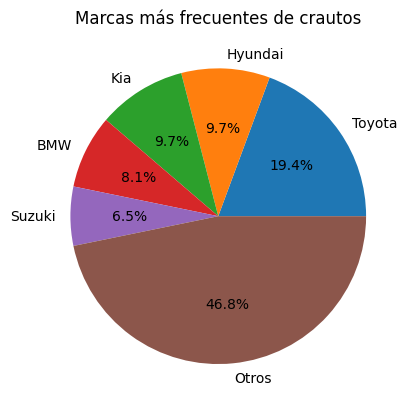 Marcas más frecuentes de crautos
Hyundai
Kia
Toyota
9.7%
9.7%
19.4%
BMW
8.1%
Suzuki
6.5%
46.8%
Otros